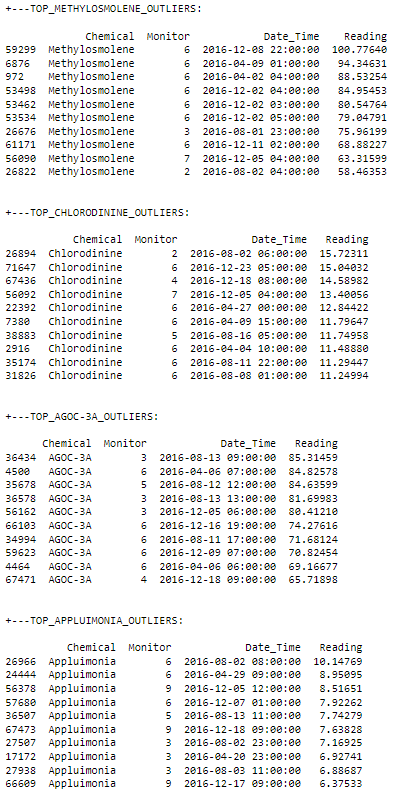 +---TOP_METHYLOSMOLENE_OUTLIERS:
Chemical Monitor Date_Time Reading
59299 Methylosmolene 6 2016-12-08 22:00:00 100.77640
6876 Methylosmolene 6 2016-04-09 01:00:00 94.34631
972 Methylosmolene 6 2016-04-02 04:00:00 88.53254
53498 Methylosmolene 6 2016-12-02 04:00:00 84.95453
53462 Methylosmolene 6 2016-12-02 03:00:00 80.54764
53534 Methylosmolene 6 2016-12-02 05:00:00 79.04791
26676 Methylosmolene 3 2016-08-01 23:00:00 75.96199
61171 Methylosmolene 6 2016-12-11 02:00:00 68.88227
56090 Methylosmolene 7 2016-12-05 04:00:00 63.31599
26822 Methylosmolene 2 2016-08-02 04:00:00 58.46353
+---TOP_CHLORODININE_OUTLIERS:
Chemical Monitor Date_Time Reading
26894 Chlorodinine 2 2016-08-02 06:00:00 15.72311
71647 Chlorodinine 6 2016-12-23 05:00:00 15.04032
67436 Chlorodinine 4 2016-12-18 08:00:00 14.58982
56092 Chlorodinine 7 2016-12-05 04:00:00 13.40056
22392 Chlorodinine 6 2016-04-27 00:00:00 12.84422
7380 Chlorodinine 6 2016-04-09 15:00:00 11.79647
38883 Chlorodinine 5 2016-08-16 05:00:00 11.74958
2916 Chlorodinine 6 2016-04-04 10:00:00 11.48880
35174 Chlorodinine 6 2016-08-11 22:00:00 11.29447
31826 Chlorodinine 6 2016-08-08 01:00:00 11.24994
+---TOP_AGOC-3A_OUTLIERS:
Chemical Monitor Date_Time Reading
36434 AGOC-3A 3 2016-08-13 09:00:00 85.31459
4500 AGOC-3A 6 2016-04-06 07:00:00 84.82578
35678 AGOC-3A 5 2016-08-12 12:00:00 84.63599
36578 AGOC-3A 3 2016-08-13 13:00:00 81.69983
56162 AGOC-3A 3 2016-12-05 06:00:00 80.41210
66103 AGOC-3A 6 2016-12-16 19:00:00 74.27616
34994 AGOC-3A 6 2016-08-11 17:00:00 71.68124
59623 AGOC-3A 6 2016-12-09 07:00:00 70.82454
4464 AGOC-3A 6 2016-04-06 06:00:00 69.16677
67471 AGOC-3A 4 2016-12-18 09:00:00 65.71898
+---TOP_APPLUIMONIA_OUTLIERS:
Chemical Monitor Date_Time Reading
26966 Appluimonia 6 2016-08-02 08:00:00 10.14769
24444 Appluimonia 6 2016-04-29 09:00:00 8.95095
56378 Appluimonia 9 2016-12-05 12:00:00 8.51651
57680 Appluimonia 6 2016-12-07 01:00:00 7.92262
36507 Appluimonia 5 2016-08-13 11:00:00 7.74279
67473 Appluimonia 9 2016-12-18 09:00:00 7.63828
27507 Appluimonia 3 2016-08-02 23:00:00 7.16925
17172 Appluimonia 3 2016-04-20 23:00:00 6.92741
27938 Appluimonia 3 2016-08-03 11:00:00 6.88687
66609 Appluimonia 9 2016-12-17 09:00:00 6.37533